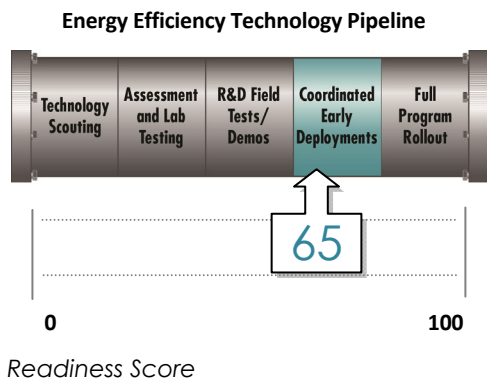 Energy Efficiency Technology Pipeline
Technology
Scouting
Assessment
and Lab
Testing
R&D Field
Tests/
Demos
Coordinated
Early
Deployments
Full
Program
Rollout
65
0
100
Readiness Score